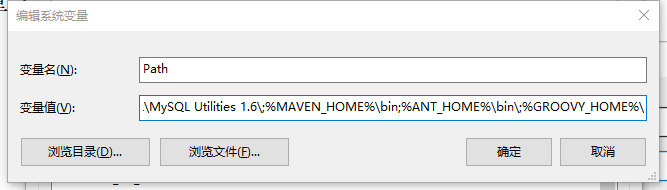 编辑系统变量
变量名(N):
Path
变量值(V):
.\MySQL Utilities 1.6\;%MAVEN_HOME%\bin;%ANT_HOME%\bin\;%GROOVY_HOME%\
浏览目录(D)...
浏览文件(F)...
确定
取消